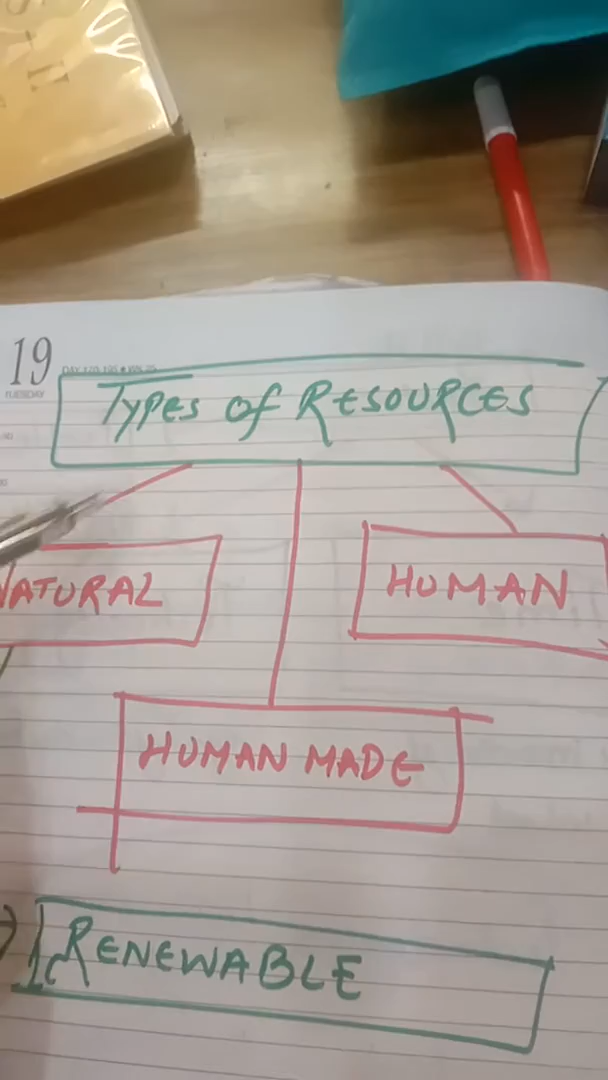 19
TUESDAY
TYPES OF RESOURCES
NATURAL
HUMAN
HUMAN MADE
RENEWABLE